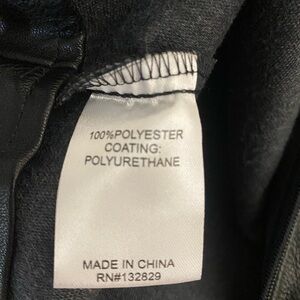 100%POLYESTER
COATING:
POLYURETHANE
MADE IN CHINA
RN#132829